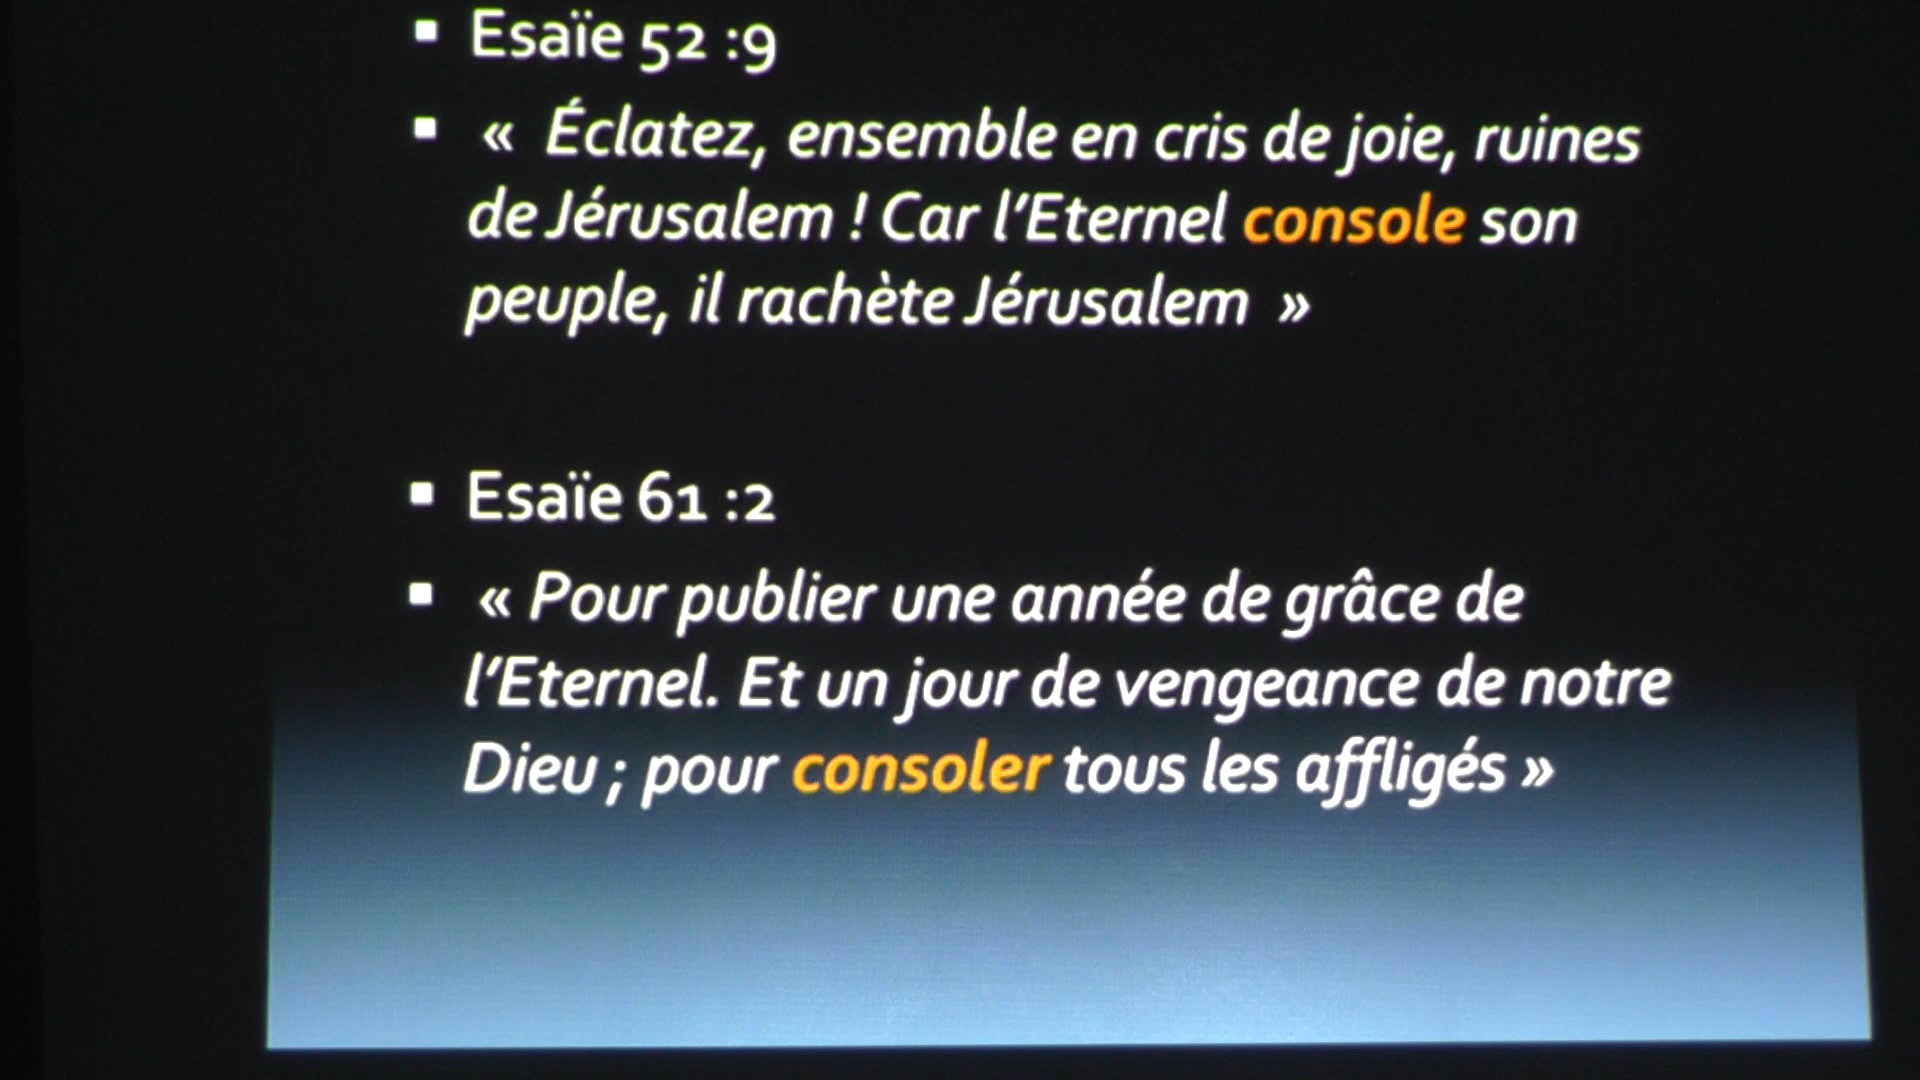 ▪ Esaïe 52 :9
▪ « Éclatez, ensemble en cris de joie, ruines
de Jérusalem ! Car l’Eternel console son
peuple, il rachète Jérusalem »
▪ Esaïe 61 :2
▪ « Pour publier une année de grâce de
l’Eternel. Et un jour de vengeance de notre
Dieu ; pour consoler tous les affligés »